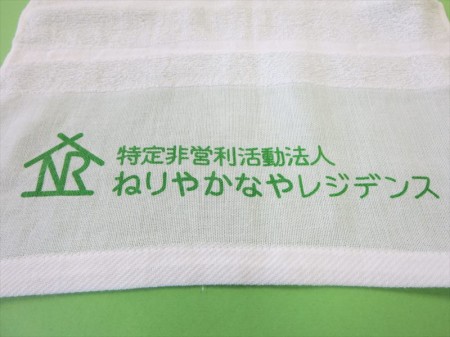 NR
特定非営利活動法人
ねりやかなやレジデンス